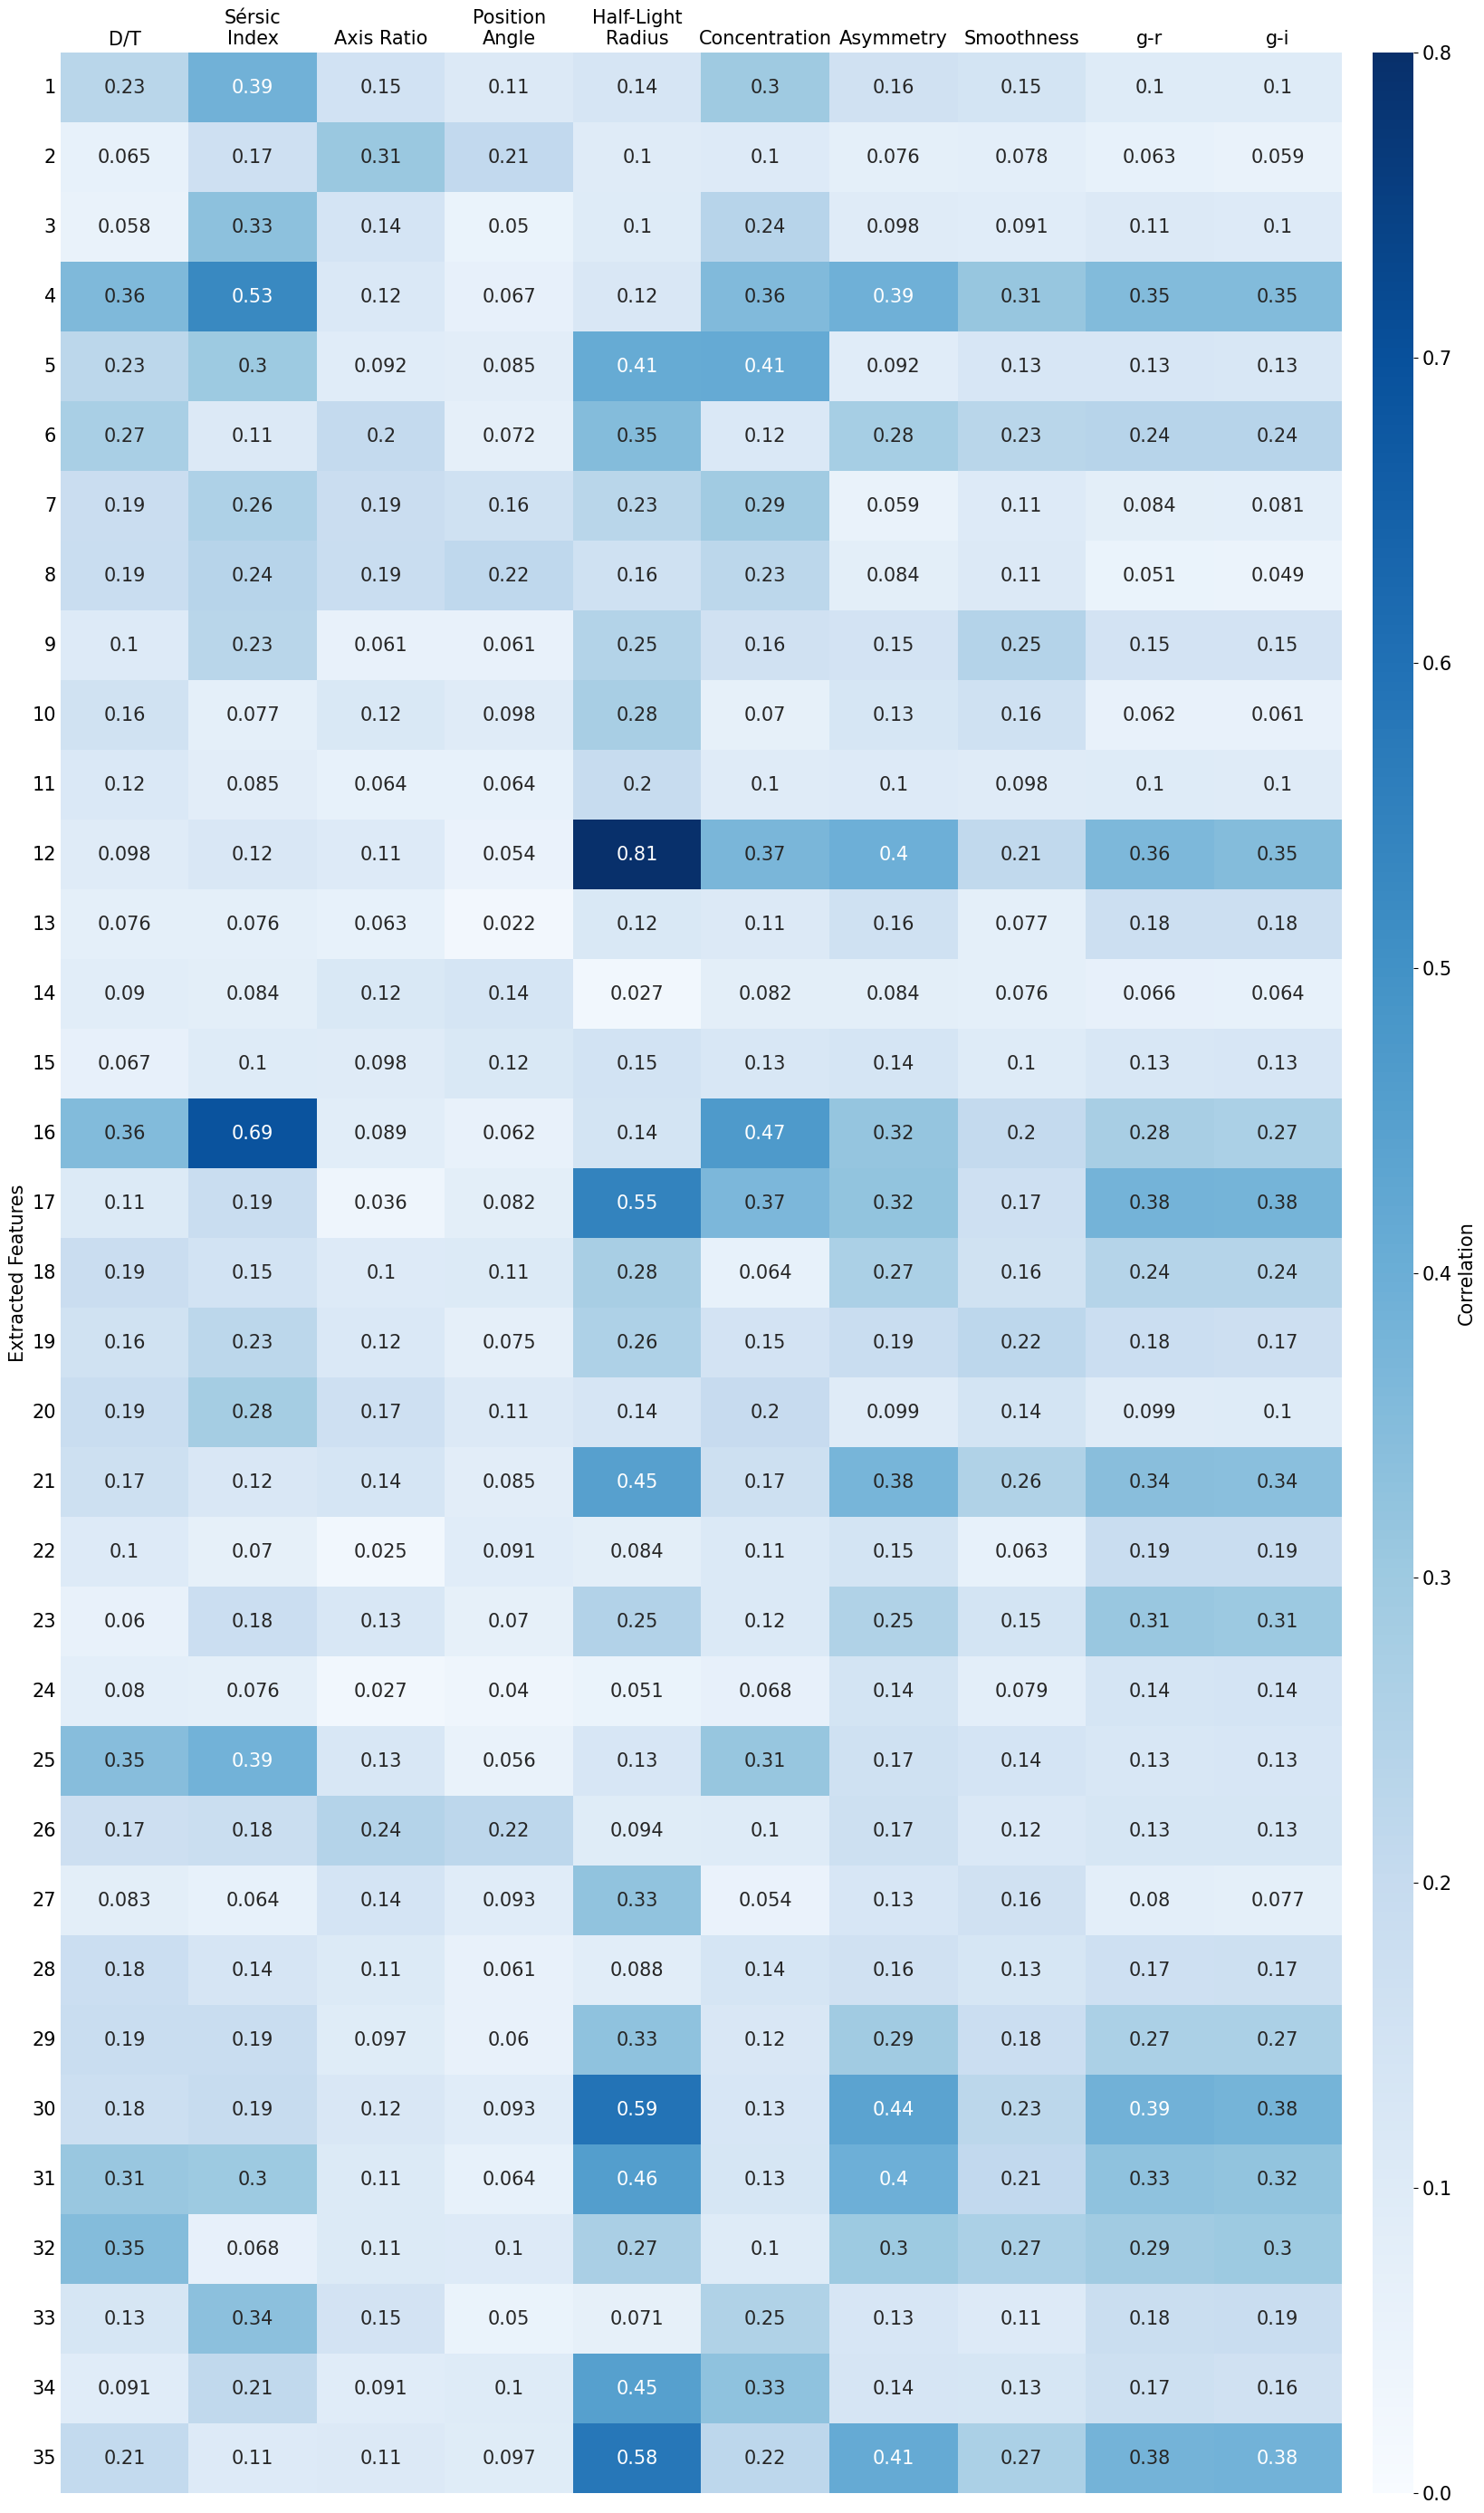 D/T Sérsic Index Axis Ratio Position Angle Half-Light Radius Concentration Asymmetry Smoothness g-r g-i
1 0.23 0.39 0.15 0.11 0.14 0.3 0.16 0.15 0.1 0.1
2 0.065 0.17 0.31 0.21 0.1 0.1 0.076 0.078 0.063 0.059
3 0.058 0.33 0.14 0.05 0.1 0.24 0.098 0.091 0.11 0.1
4 0.36 0.53 0.12 0.067 0.12 0.36 0.39 0.31 0.35 0.35
5 0.23 0.3 0.092 0.085 0.41 0.41 0.092 0.13 0.13 0.13
6 0.27 0.11 0.2 0.072 0.35 0.12 0.28 0.23 0.24 0.24
7 0.19 0.26 0.19 0.16 0.23 0.29 0.059 0.11 0.084 0.081
8 0.19 0.24 0.19 0.22 0.16 0.23 0.084 0.11 0.051 0.049
9 0.1 0.23 0.061 0.061 0.25 0.16 0.15 0.25 0.15 0.15
10 0.16 0.077 0.12 0.098 0.28 0.07 0.13 0.16 0.062 0.061
11 0.12 0.085 0.064 0.064 0.2 0.1 0.1 0.098 0.1 0.1
12 0.098 0.12 0.11 0.054 0.81 0.37 0.4 0.21 0.36 0.35
13 0.076 0.076 0.063 0.022 0.12 0.11 0.16 0.077 0.18 0.18
14 0.09 0.084 0.12 0.14 0.027 0.082 0.084 0.076 0.066 0.064
15 0.067 0.1 0.098 0.12 0.15 0.13 0.14 0.1 0.13 0.13
16 0.36 0.69 0.089 0.062 0.14 0.47 0.32 0.2 0.28 0.27
17 0.11 0.19 0.036 0.082 0.55 0.37 0.32 0.17 0.38 0.38
18 0.19 0.15 0.1 0.11 0.28 0.064 0.27 0.16 0.24 0.24
19 0.16 0.23 0.12 0.075 0.26 0.15 0.19 0.22 0.18 0.17
20 0.19 0.28 0.17 0.11 0.14 0.2 0.099 0.14 0.099 0.1
21 0.17 0.12 0.14 0.085 0.45 0.17 0.38 0.26 0.34 0.34
22 0.1 0.07 0.025 0.091 0.084 0.11 0.15 0.063 0.19 0.19
23 0.06 0.18 0.13 0.07 0.25 0.12 0.25 0.15 0.31 0.31
24 0.08 0.076 0.027 0.04 0.051 0.068 0.14 0.079 0.14 0.14
25 0.35 0.39 0.13 0.056 0.13 0.31 0.17 0.14 0.13 0.13
26 0.17 0.18 0.24 0.22 0.094 0.1 0.17 0.12 0.13 0.13
27 0.083 0.064 0.14 0.093 0.33 0.054 0.13 0.16 0.08 0.077
28 0.18 0.14 0.11 0.061 0.088 0.14 0.16 0.13 0.17 0.17
29 0.19 0.19 0.097 0.06 0.33 0.12 0.29 0.18 0.27 0.27
30 0.18 0.19 0.12 0.093 0.59 0.13 0.44 0.23 0.39 0.38
31 0.31 0.3 0.11 0.064 0.46 0.13 0.4 0.21 0.33 0.32
32 0.35 0.068 0.11 0.1 0.27 0.1 0.3 0.27 0.29 0.3
33 0.13 0.34 0.15 0.05 0.071 0.25 0.13 0.11 0.18 0.19
34 0.091 0.21 0.091 0.1 0.45 0.33 0.14 0.13 0.17 0.16
35 0.21 0.11 0.11 0.097 0.58 0.22 0.41 0.27 0.38 0.38
Extracted Features
0.8
0.7
0.6
0.5
0.4
0.3
0.2
0.1
0.0
Correlation